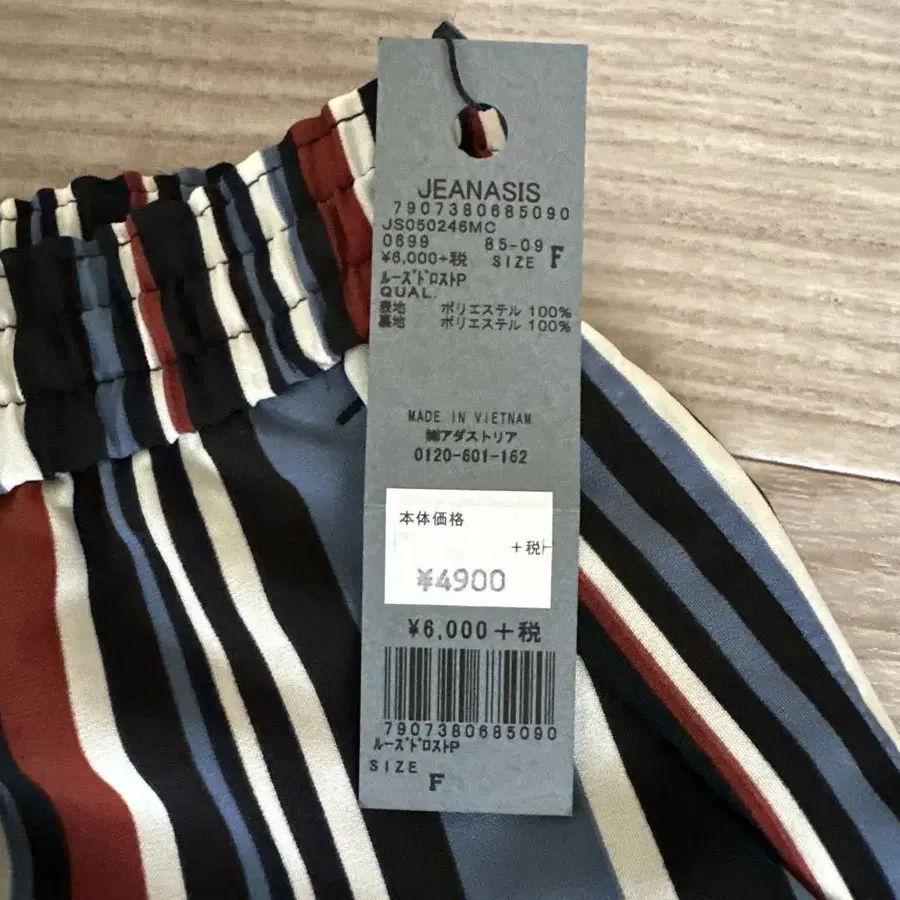 JEANASIS
7907380685090
JS050246MC
0699 85-09
¥6,000+税 SIZE F
ルーズドロストP
QUAL.
表地 ポリエステル 100%
裏地 ポリエステル 100%
MADE IN VIETNAM
㈱アダストリア
0120-601-162
本体価格
+税
¥4900
¥6,000+税
7907380685090
ルーズドロストP
SIZE
F